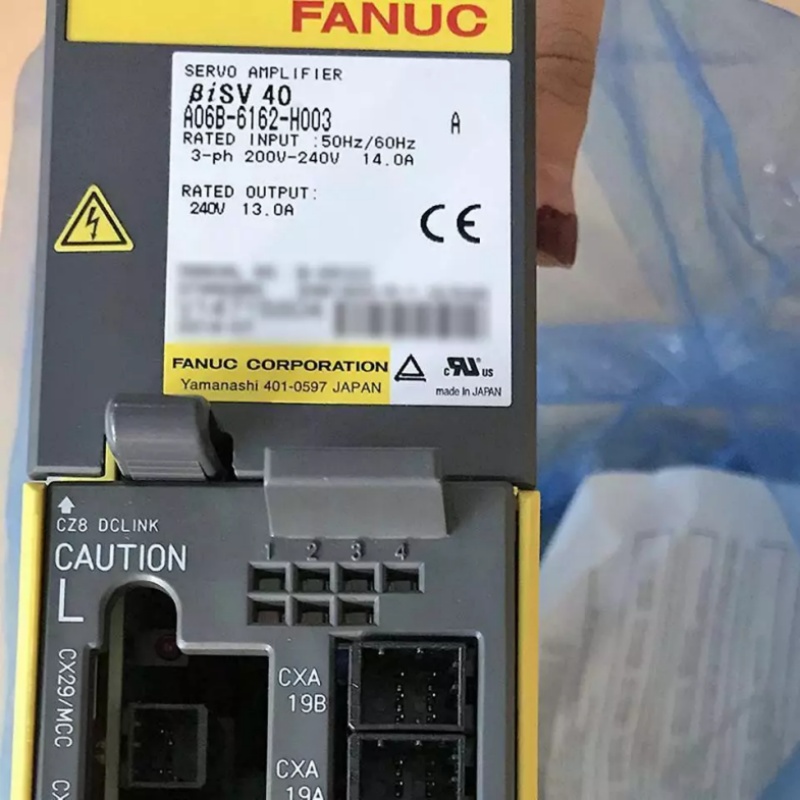 FANUC
SERVO AMPLIFIER
βiSV 40
A06B-6162-H003 A
RATED INPUT :50Hz/60Hz
3-ph 200V-240V 14.0A
RATED OUTPUT:
240V 13.0A
CE
FANUC CORPORATION
Yamanashi 401-0597 JAPAN
c RU US
made In JAPAN
CZ8 DCLINK
CAUTION
L
1 2 3 4
CX29/MCC
CXA
19B
CXA
19A